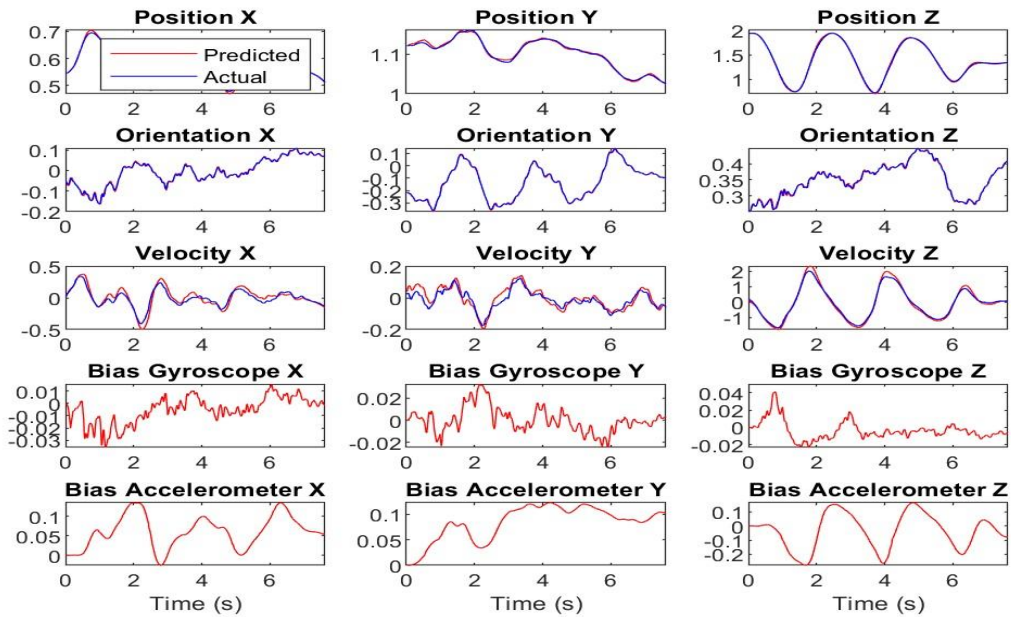 Position X
0.7
0.6
0.5
0 2 4 6
Predicted
Actual
Position Y
1.1
1
0 2 4 6
Position Z
2
1.5
1
0 2 4 6
Orientation X
0.1
0
-0.1
-0.2
0 2 4 6
Orientation Y
0.1
0
-0.1
-0.2
-0.3
0 2 4 6
Orientation Z
0.4
0.35
0.3
0 2 4 6
Velocity X
0.5
0
-0.5
0 2 4 6
Velocity Y
0.2
0
-0.2
0 2 4 6
Velocity Z
2
1
0
-1
0 2 4 6
Bias Gyroscope X
0.01
0
-0.01
-0.02
-0.03
0 2 4 6
Bias Gyroscope Y
0.02
0
-0.02
0 2 4 6
Bias Gyroscope Z
0.04
0.02
0
-0.02
0 2 4 6
Bias Accelerometer X
0.1
0.05
0
0 2 4 6
Time (s)
Bias Accelerometer Y
0.1
0.05
0
0 2 4 6
Time (s)
Bias Accelerometer Z
0.1
0
-0.1
-0.2
0 2 4 6
Time (s)